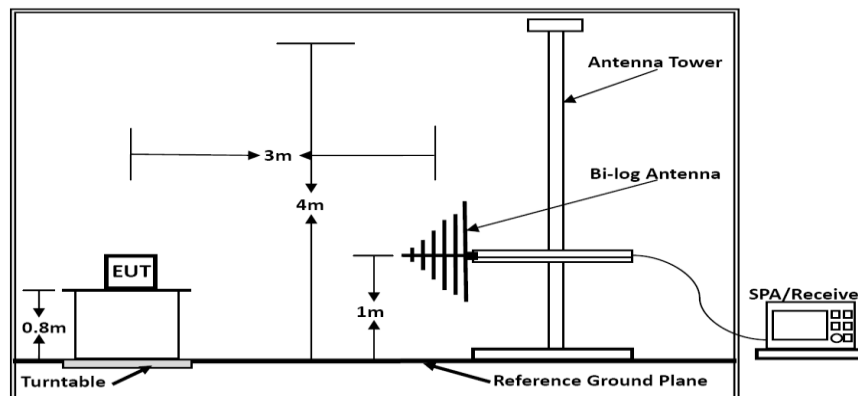 Antenna Tower
3m
Bi-log Antenna
4m
EUT
SPA/Receive
0.8m
1m
Turntable
Reference Ground Plane